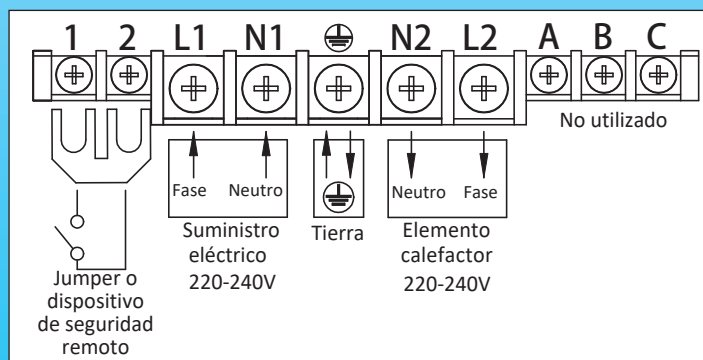 1 2 L1 N1 N2 L2 A B C
No utilizado
Fase Neutro
Neutro Fase
Suministro
eléctrico
220-240V
Tierra
Elemento
calefactor
220-240V
Jumper o
dispositivo
de seguridad
remoto